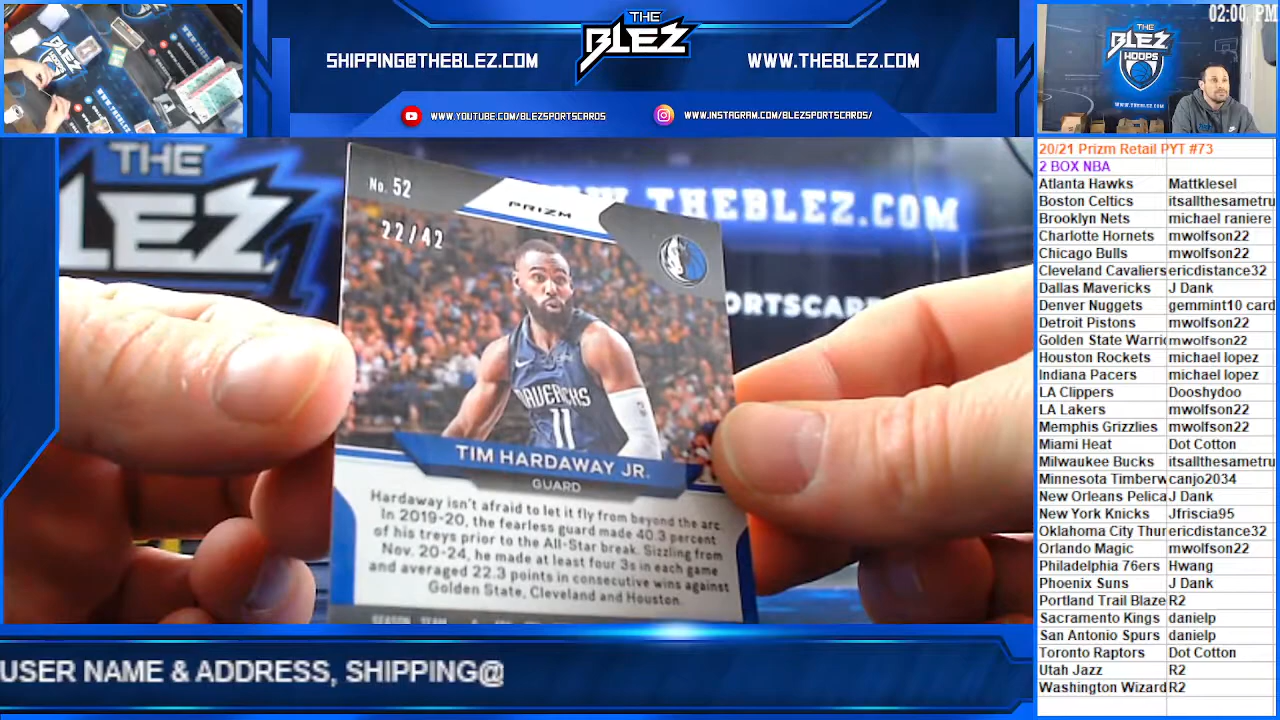 THE
BLEZ
SHIPPING@THEBLEZ.COM
WWW.THEBLEZ.COM
WWW.YOUTUBE.COM/BLEZSPORTSCARDS
WWW.INSTAGRAM.COM/BLEZSPORTSCARDS/
02:00 PM
THE
BLEZ
HOOPS
THE
WWW.THEBLEZ.COM
No. 52
PRIZM
22/42
MAVERICKS
11
TIM HARDAWAY JR.
GUARD
Hardaway isn't afraid to let it fly from beyond the arc.
In 2019-20, the fearless guard made 40.3 percent
of his treys prior to the All-Star break. Sizzling from
Nov. 20-24, he made at least four 3s in each game
and averaged 22.3 points in consecutive wins against
Golden State, Cleveland and Houston.
SEASON TEAM
USER NAME & ADDRESS, SHIPPING@
20/21 Prizm Retail PYT #73
2 BOX NBA
Atlanta Hawks Mattklesel
Boston Celtics itsallthesametru
Brooklyn Nets michael raniere
Charlotte Hornets mwolfson22
Chicago Bulls mwolfson22
Cleveland Cavaliers ericdistance32
Dallas Mavericks J Dank
Denver Nuggets gemmint10 card
Detroit Pistons mwolfson22
Golden State Warri mwolfson22
Houston Rockets michael lopez
Indiana Pacers michael lopez
LA Clippers Dooshydoo
LA Lakers mwolfson22
Memphis Grizzlies mwolfson22
Miami Heat Dot Cotton
Milwaukee Bucks itsallthesametru
Minnesota Timberw canjo2034
New Orleans Pelica J Dank
New York Knicks Jfriscia95
Oklahoma City Thur ericdistance32
Orlando Magic mwolfson22
Philadelphia 76ers Hwang
Phoenix Suns J Dank
Portland Trail Blaze R2
Sacramento Kings danielp
San Antonio Spurs danielp
Toronto Raptors Dot Cotton
Utah Jazz R2
Washington Wizard R2